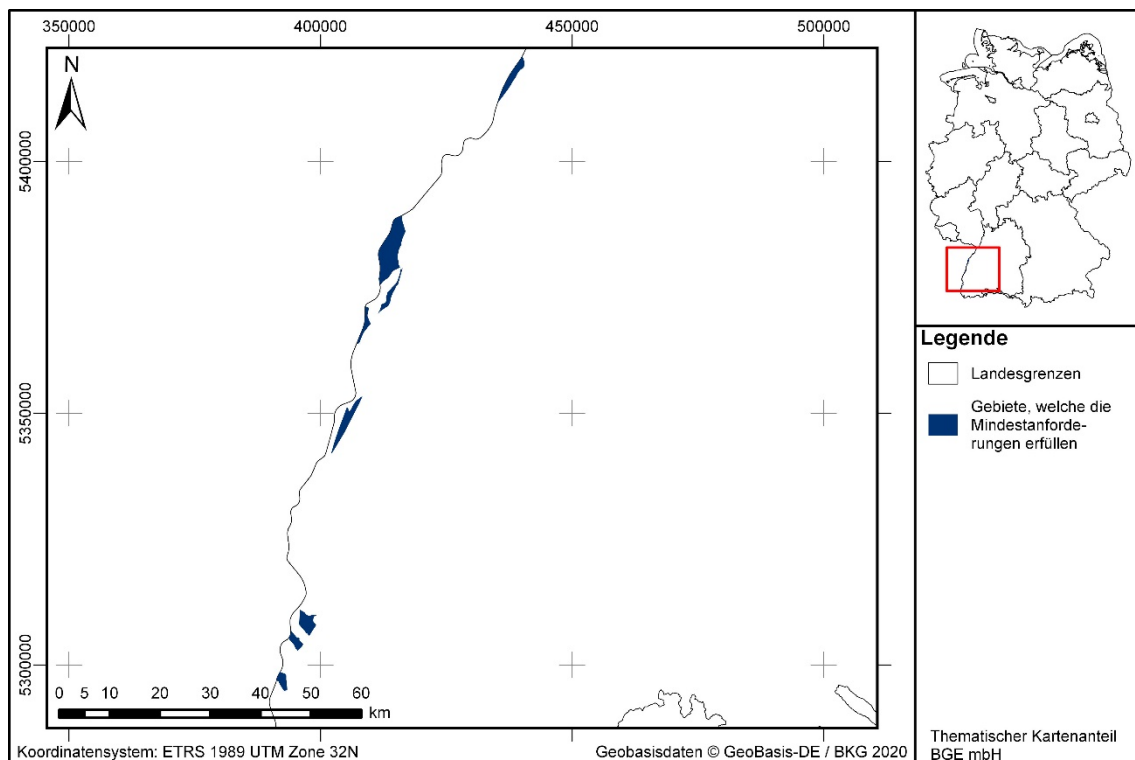 350000 400000 450000 500000
N
5400000
5350000
5300000
0 5 10 20 30 40 50 60
km
Koordinatensystem: ETRS 1989 UTM Zone 32N
Geobasisdaten © GeoBasis-DE / BKG 2020
Legende
Landesgrenzen
Gebiete, welche die
Mindestanforde-
rungen erfüllen
Thematischer Kartenanteil
BGE mbH